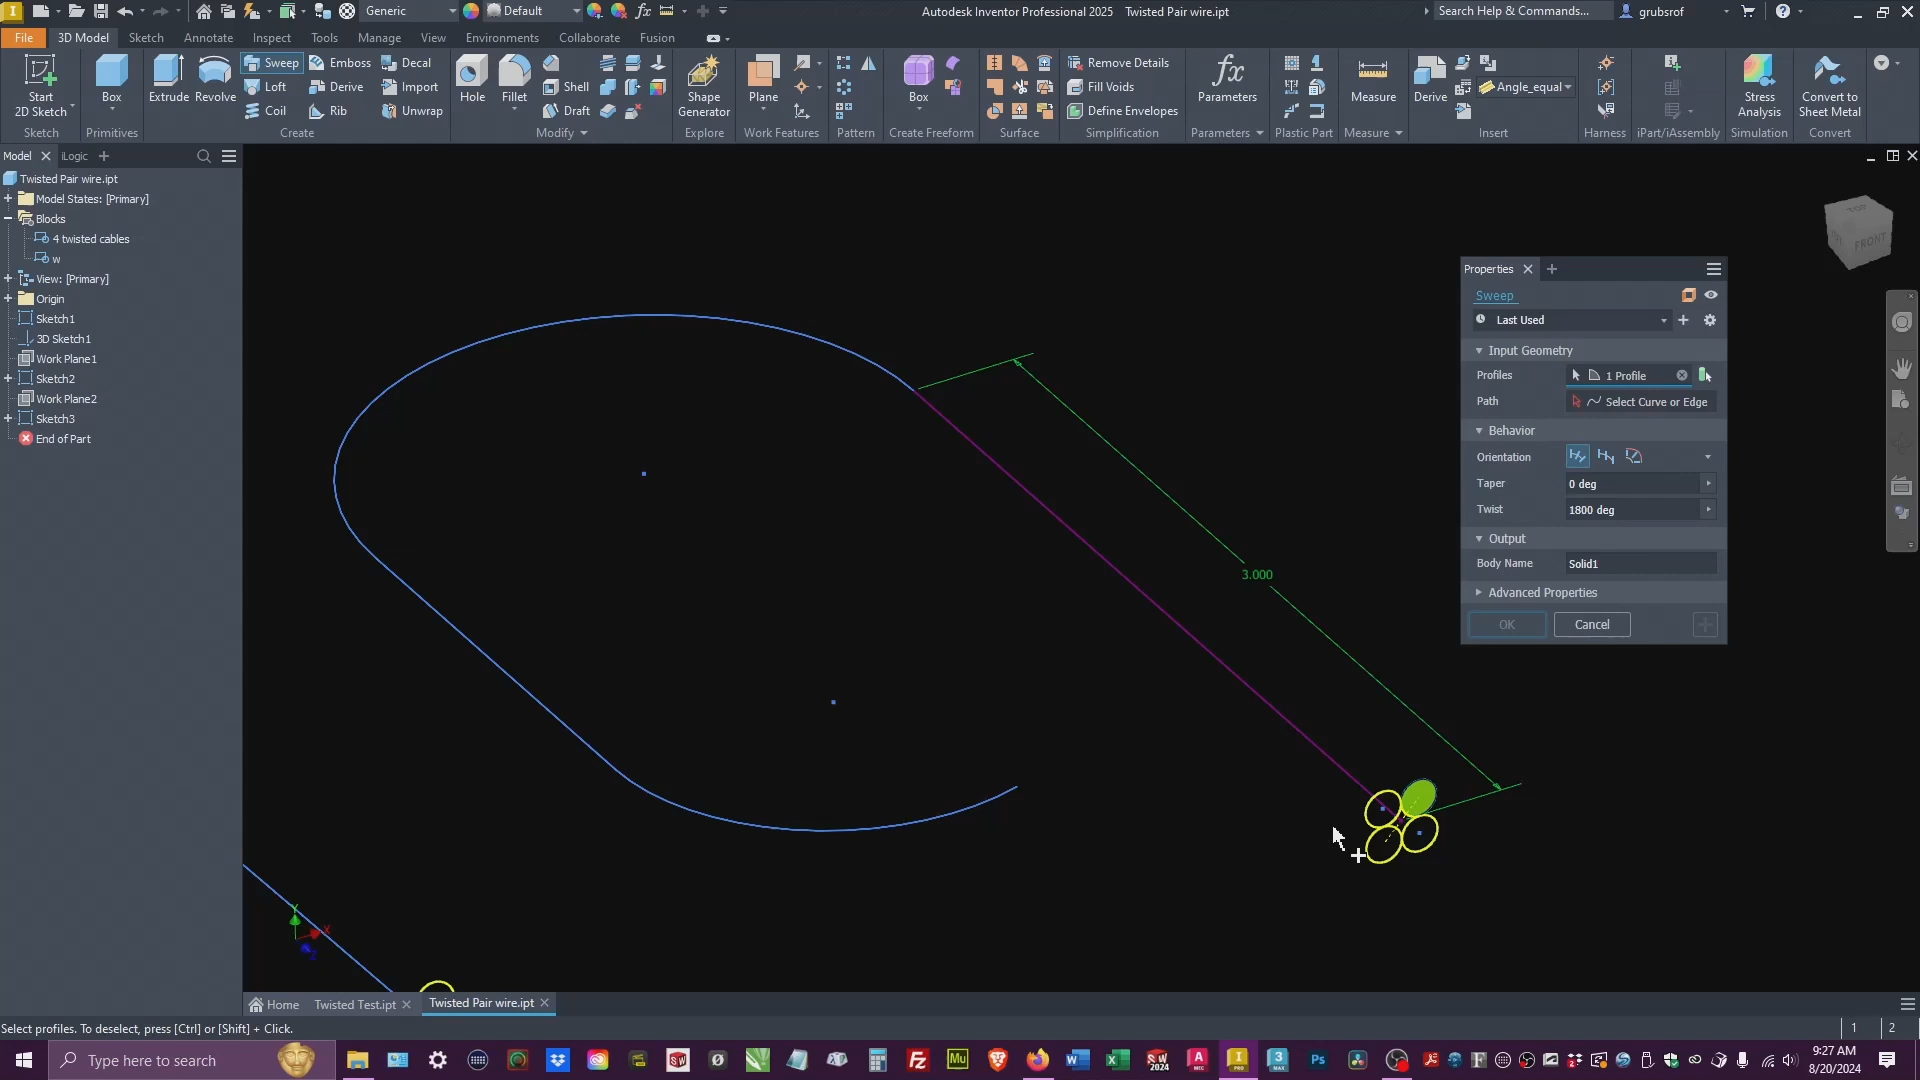 Generic
Default
Autodesk Inventor Professional 2025 Twisted Pair wire.ipt
Search Help & Commands...
grubsrof
File 3D Model Sketch Annotate Inspect Tools Manage View Environments Collaborate Fusion
Start
2D Sketch
Sketch
Box
Primitives
Extrude
Revolve
Sweep
Loft
Coil
Emboss
Derive
Rib
Decal
Import
Unwrap
Create
Hole
Fillet
Shell
Draft
Modify
Shape
Generator
Explore
Plane
Work Features
Pattern
Box
Create Freeform
Surface
Remove Details
Fill Voids
Define Envelopes
Simplification
fx
Parameters
Parameters
Plastic Part
Measure
Measure
Derive
Angle_equal
Insert
Harness
iPart/iAssembly
Stress
Analysis
Simulation
Convert to
Sheet Metal
Convert
Model
iLogic
Twisted Pair wire.ipt
Model States: [Primary]
Blocks
4 twisted cables
w
View: [Primary]
Origin
Sketch1
3D Sketch1
Work Plane1
Sketch2
Work Plane2
Sketch3
End of Part
TOP
FRONT
Properties
Sweep
Last Used
Input Geometry
Profiles 1 Profile
Path Select Curve or Edge
Behavior
Orientation
Taper 0 deg
Twist 1800 deg
Output
Body Name Solid1
Advanced Properties
OK Cancel
3.000
Y
X
Z
Home Twisted Test.ipt Twisted Pair wire.ipt
Select profiles. To deselect, press [Ctrl] or [Shift] + Click.
1 2
Type here to search
9:27 AM
8/20/2024